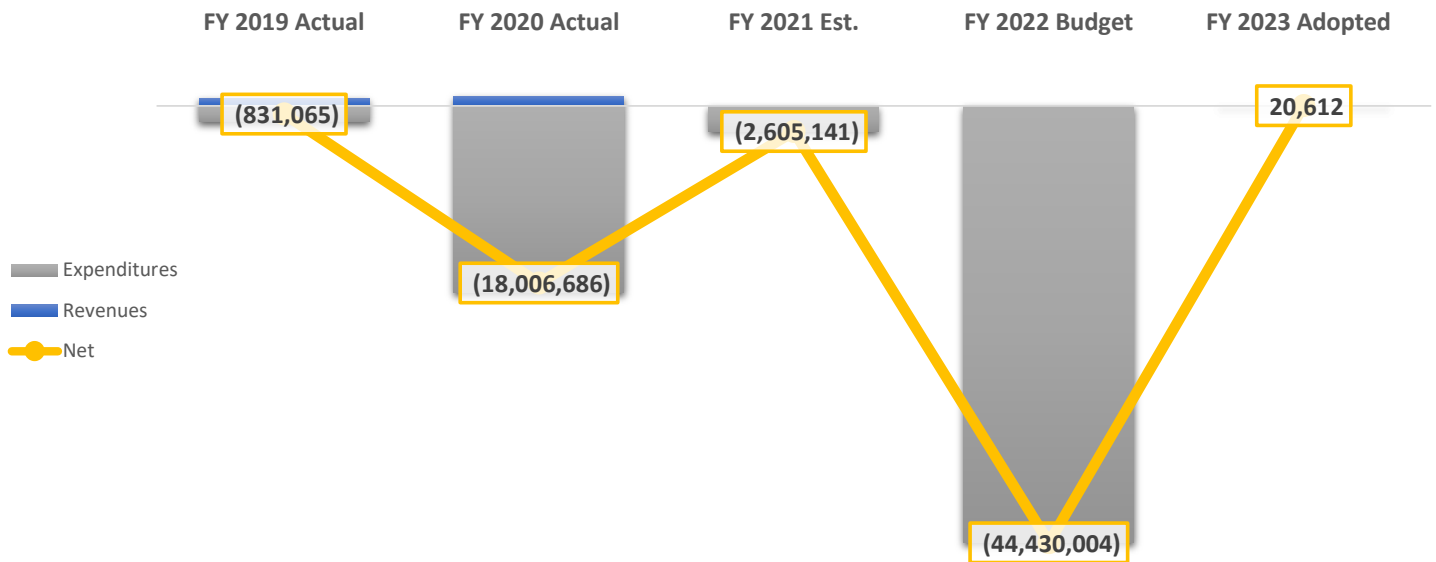 FY 2019 Actual FY 2020 Actual FY 2021 Est. FY 2022 Budget FY 2023 Adopted
(831,065)
20,612
(2,605,141)
Expenditures
(18,006,686)
Revenues
Net
(44,430,004)